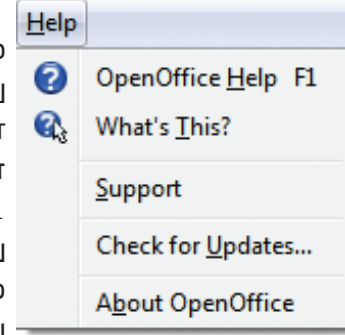 Help
OpenOffice Help F1
What's This?
Support
Check for Updates...
About OpenOffice